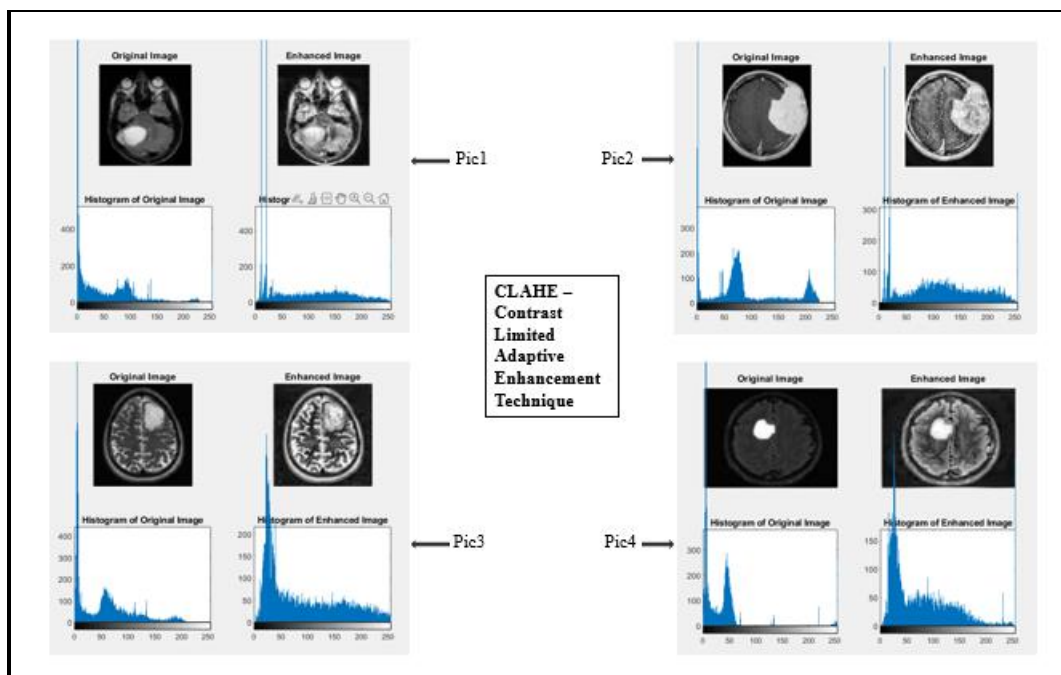 Original Image Enhanced Image
Pic1
Histogram of Original Image Histogr
400
200
0
0 50 100 150 200 250
400
200
0
0 50 100 150 200 250
Original Image Enhanced Image
Pic2
Histogram of Original Image Histogram of Enhanced Image
300
200
100
0
0 50 100 150 200 250
300
200
100
0
0 50 100 150 200 250
CLAHE –
Contrast
Limited
Adaptive
Enhancement
Technique
Original Image Enhanced Image
Pic3
Histogram of Original Image Histogram of Enhanced Image
400
300
200
100
0
0 50 100 150 200 250
200
150
100
50
0
0 50 100 150 200 250
Original Image Enhanced Image
Pic4
Histogram of Original Image Histogram of Enhanced Image
300
200
100
0
0 50 100 150 200 250
150
100
50
0
0 50 100 150 200 250